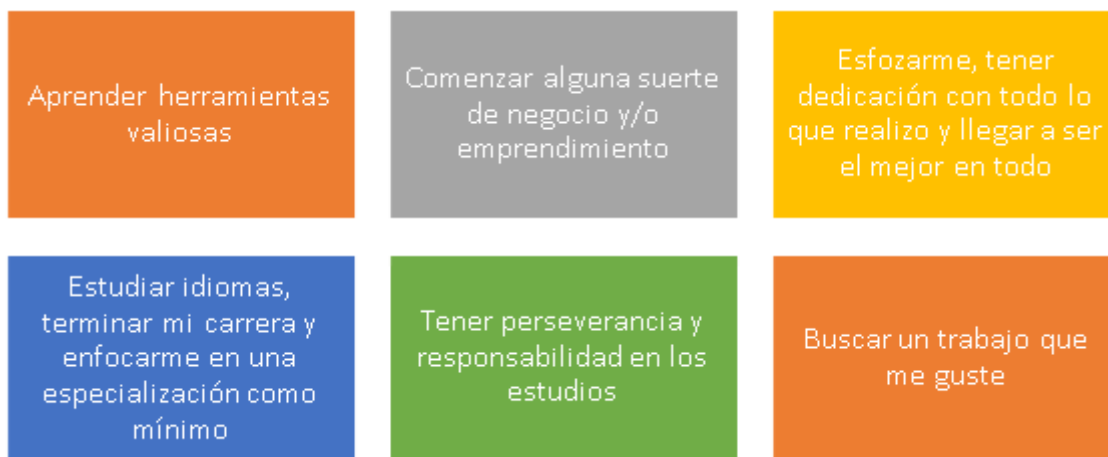 Aprender herramientas
valiosas
Comenzar alguna suerte
de negocio y/o
emprendimiento
Esfozarme, tener
dedicación con todo lo
que realizo y llegar a ser
el mejor en todo
Estudiar idiomas,
terminar mi carrera y
enfocarme en una
especialización como
mínimo
Tener perseverancia y
responsabilidad en los
estudios
Buscar un trabajo que
me guste